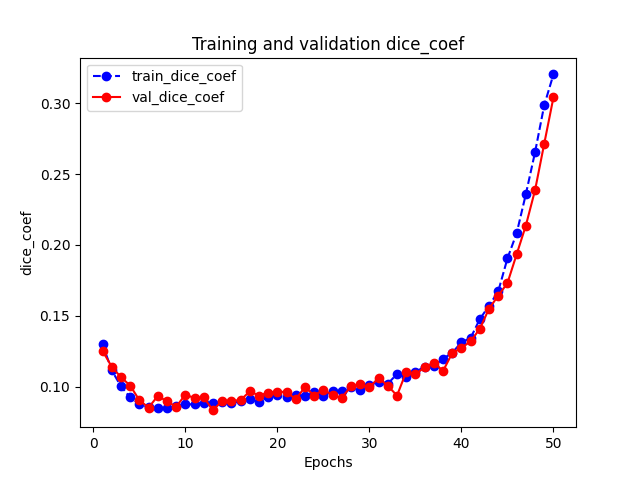 Training and validation dice_coef
train_dice_coef
val_dice_coef
dice_coef
0.30
0.25
0.20
0.15
0.10
0 10 20 30 40 50
Epochs